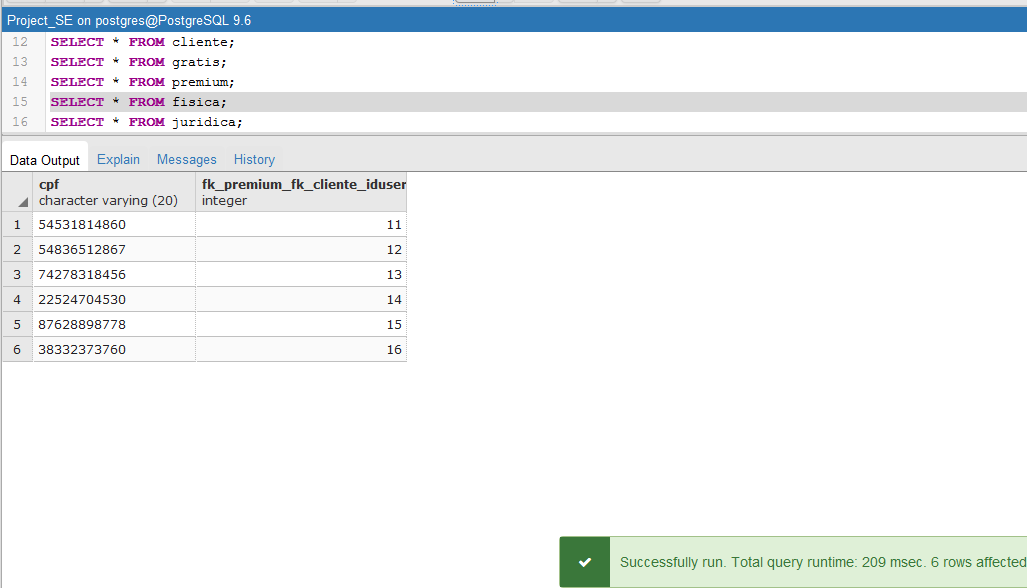 Project_SE on postgres@PostgreSQL 9.6
12 SELECT * FROM cliente;
13 SELECT * FROM gratis;
14 SELECT * FROM premium;
15 SELECT * FROM fisica;
16 SELECT * FROM juridica;
Data Output Explain Messages History
cpf fk_premium_fk_cliente_iduser
character varying (20) integer
1 54531814860 11
2 54836512867 12
3 74278318456 13
4 22524704530 14
5 87628898778 15
6 38332373760 16
Successfully run. Total query runtime: 209 msec. 6 rows affected